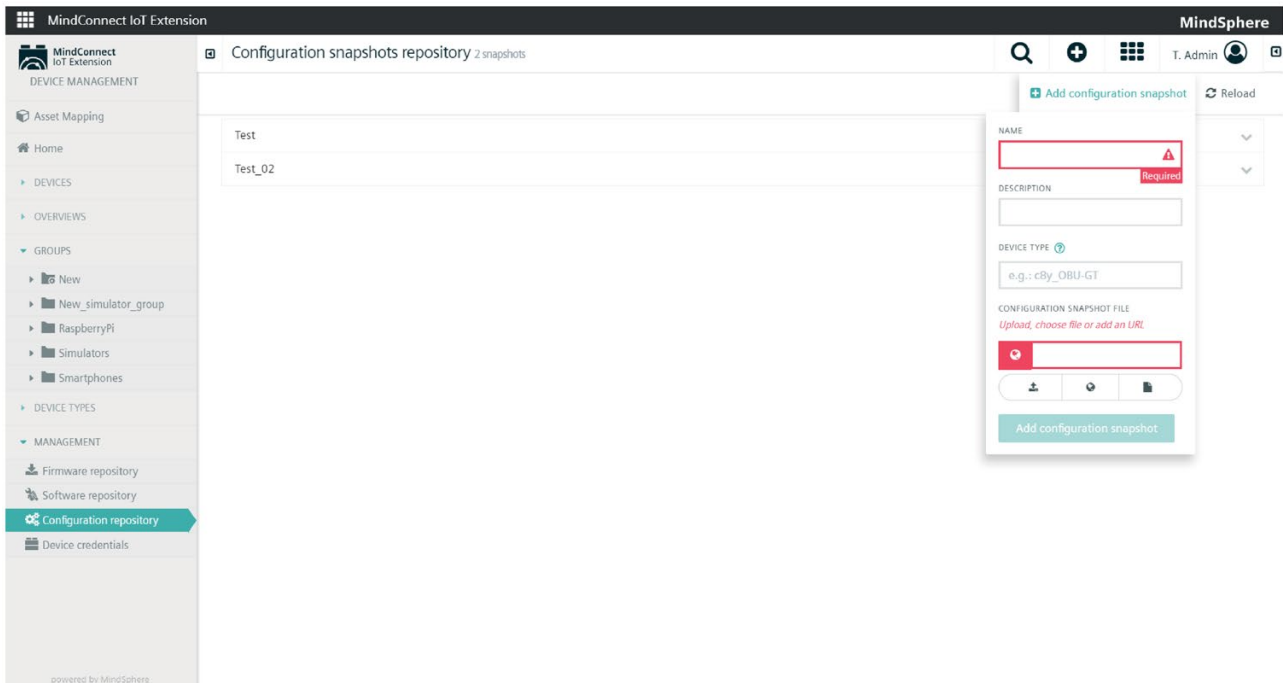 MindConnect IoT Extension
MindSphere
MindConnect
IoT Extension
DEVICE MANAGEMENT
Asset Mapping
Home
DEVICES
OVERVIEWS
GROUPS
New
New_simulator_group
RaspberryPi
Simulators
Smartphones
DEVICE TYPES
MANAGEMENT
Firmware repository
Software repository
Configuration repository
Device credentials
powered by MindSphere
Configuration snapshots repository 2 snapshots
T. Admin
Add configuration snapshot
Reload
Test
Test_02
NAME
Required
DESCRIPTION
DEVICE TYPE ?
e.g.: c8y_OBU-GT
CONFIGURATION SNAPSHOT FILE
Upload, choose file or add an URL
Add configuration snapshot